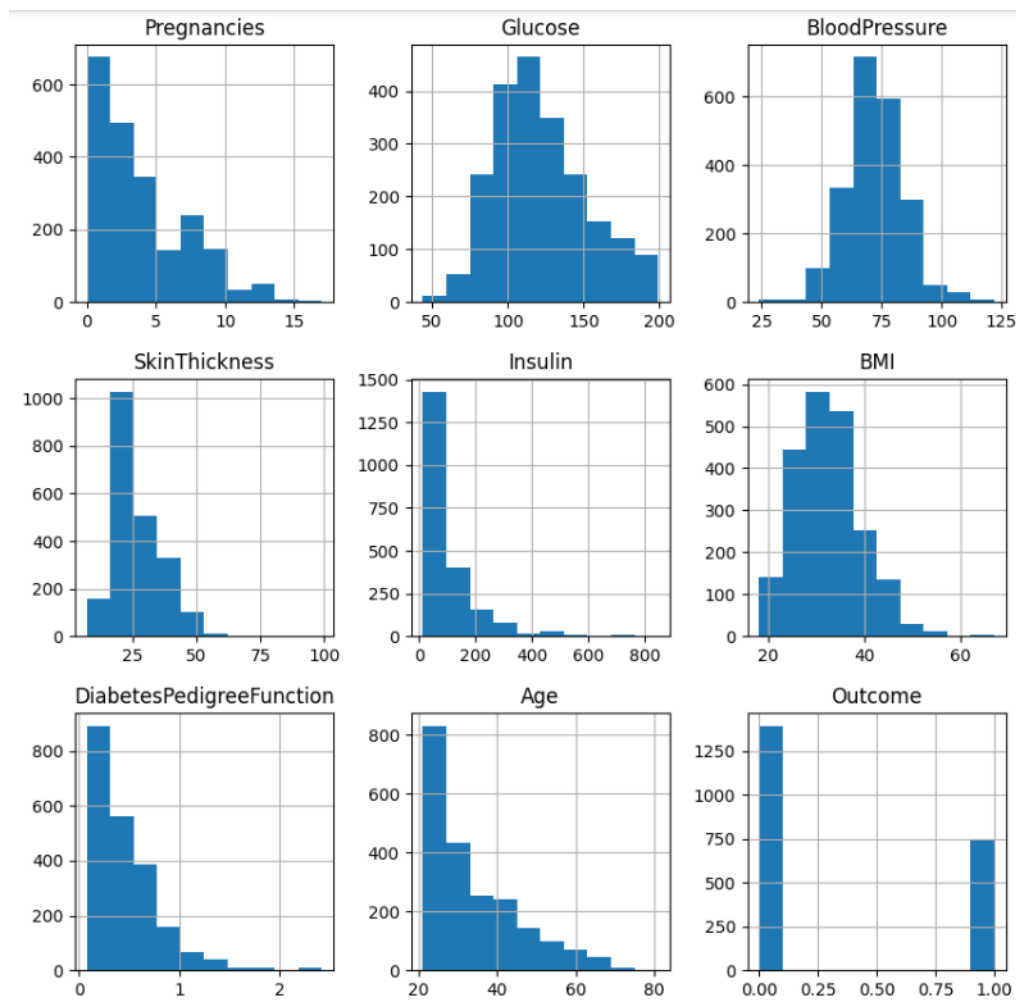 Pregnancies
600
400
200
0
0 5 10 15
Glucose
400
300
200
100
0
50 100 150 200
BloodPressure
600
400
200
0
25 50 75 100 125
SkinThickness
1000
800
600
400
200
0
25 50 75 100
Insulin
1500
1250
1000
750
500
250
0
0 200 400 600 800
BMI
600
500
400
300
200
100
0
20 40 60
DiabetesPedigreeFunction
800
600
400
200
0
0 1 2
Age
800
600
400
200
0
20 40 60 80
Outcome
1250
1000
750
500
250
0
0.00 0.25 0.50 0.75 1.00